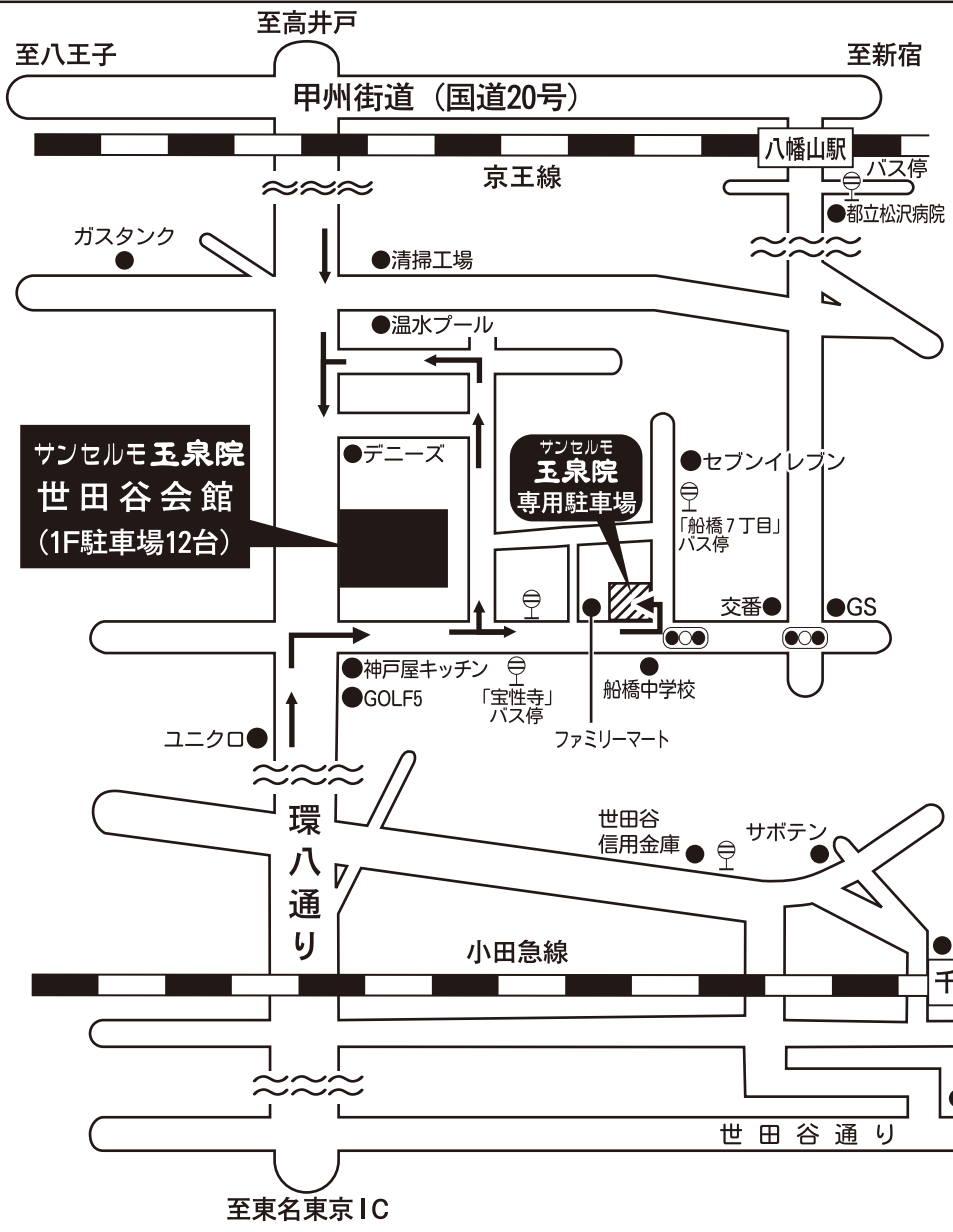 至高井戸
至八王子
至新宿
甲州街道（国道20号）
八幡山駅
京王線
バス停
都立松沢病院
ガスタンク
清掃工場
温水プール
サンセルモ玉泉院
世田谷会館
（1F駐車場12台）
デニーズ
サンセルモ
玉泉院
専用駐車場
セブンイレブン
「船橋７丁目」
バス停
交番
GS
神戸屋キッチン
GOLF5
「宝性寺」
バス停
船橋中学校
ユニクロ
ファミリーマート
環八通り
世田谷
信用金庫
サボテン
小田急線
千
世田谷通り
至東名東京IC